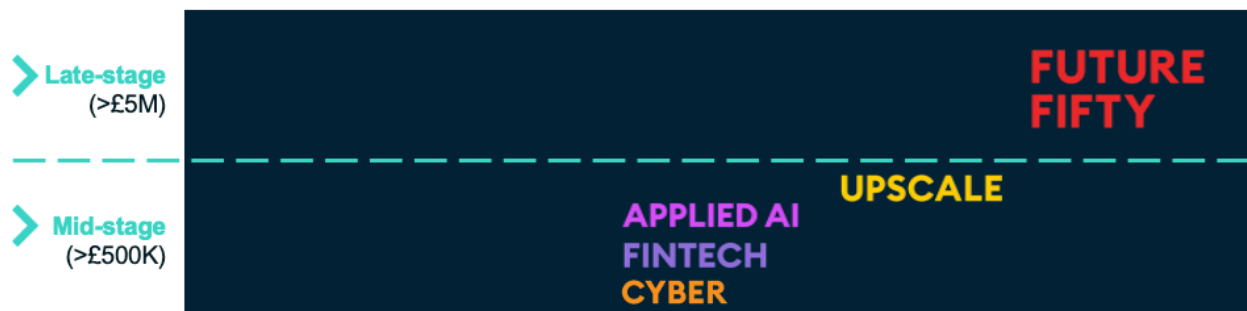 Late-stage
(>£5M)
FUTURE
FIFTY
Mid-stage
(>£500K)
UPSCALE
APPLIED AI
FINTECH
CYBER